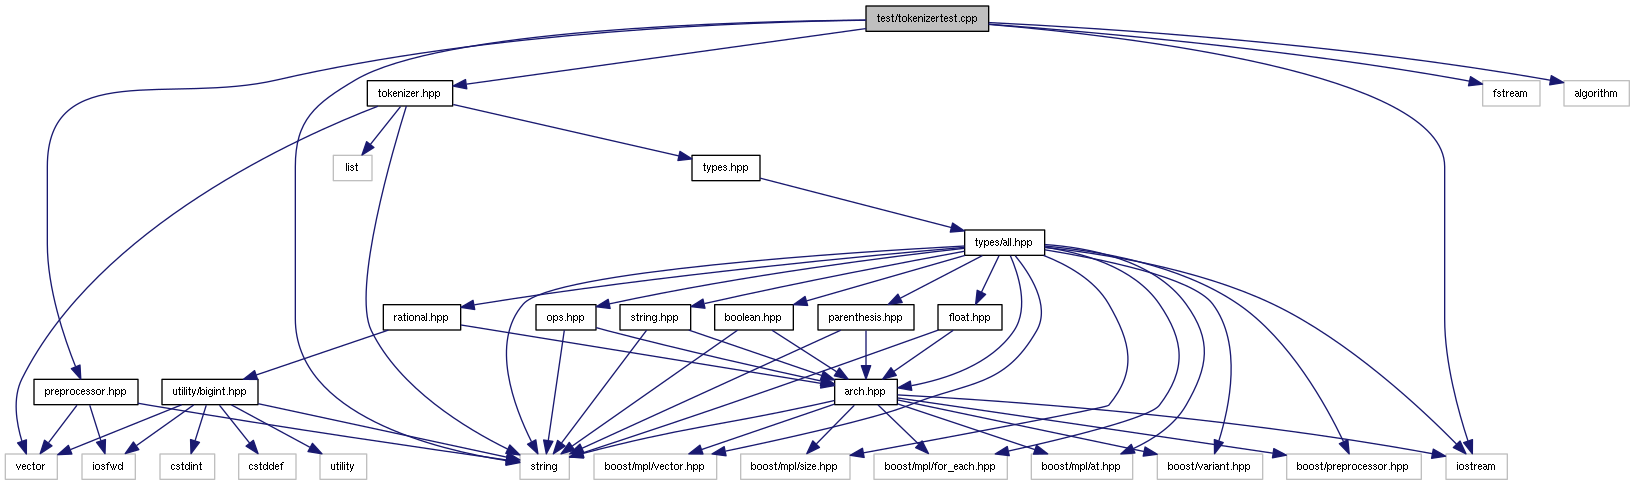 test/tokenizertest.cpp
tokenizer.hpp
fstream
algorithm
list
types.hpp
types/all.hpp
rational.hpp
ops.hpp
string.hpp
boolean.hpp
parenthesis.hpp
float.hpp
preprocessor.hpp
utility/bigint.hpp
arch.hpp
vector
iosfwd
cstdint
cstddef
utility
string
boost/mpl/vector.hpp
boost/mpl/size.hpp
boost/mpl/for_each.hpp
boost/mpl/at.hpp
boost/variant.hpp
boost/preprocessor.hpp
iostream